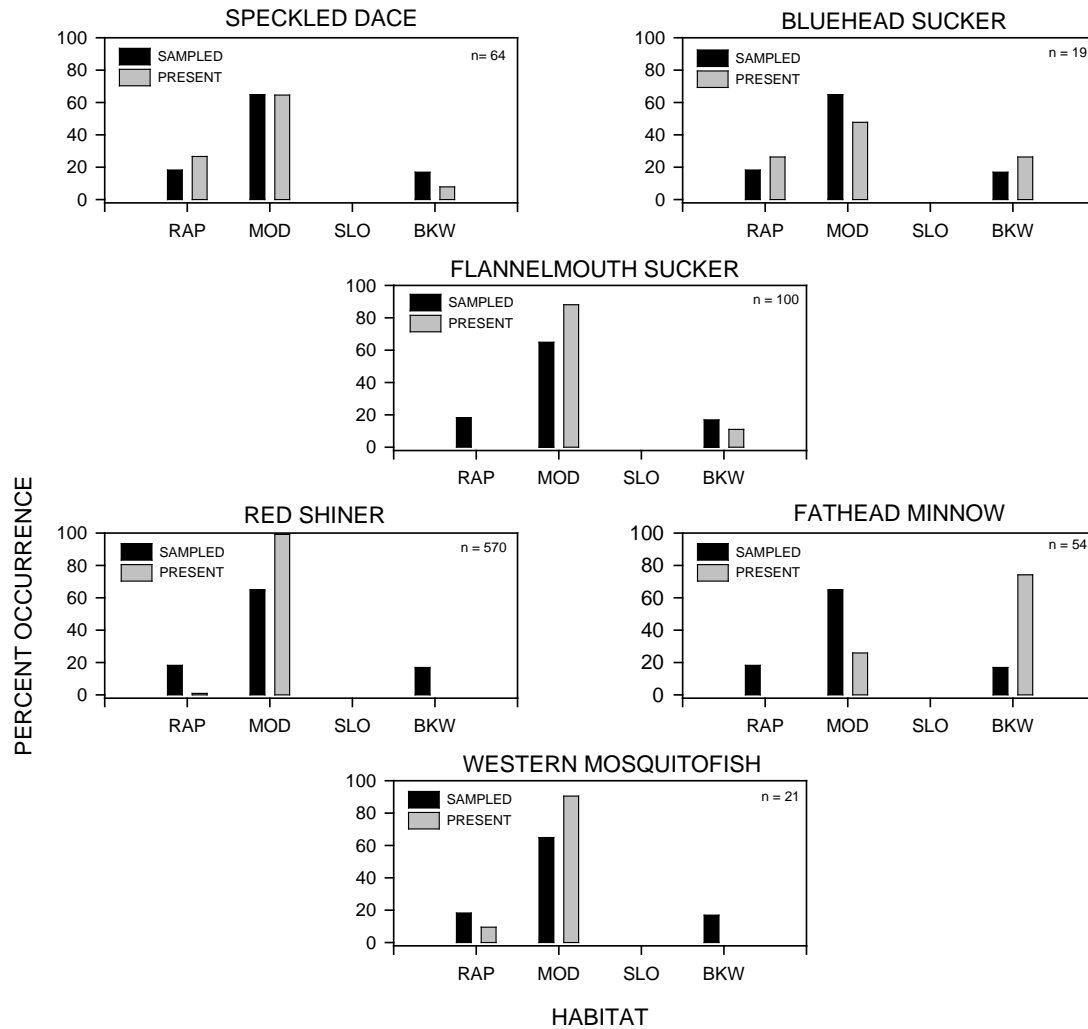 SPECKLED DACE
100
80
60
40
20
0
SAMPLED
PRESENT
n= 64
RAP MOD SLO BKW
BLUEHEAD SUCKER
100
80
60
40
20
0
SAMPLED
PRESENT
n = 19
RAP MOD SLO BKW
FLANNELMOUTH SUCKER
100
80
60
40
20
0
SAMPLED
PRESENT
n = 100
RAP MOD SLO BKW
PERCENT OCCURRENCE
RED SHINER
100
80
60
40
20
0
SAMPLED
PRESENT
n = 570
RAP MOD SLO BKW
FATHEAD MINNOW
100
80
60
40
20
0
SAMPLED
PRESENT
n = 54
RAP MOD SLO BKW
WESTERN MOSQUITOFISH
100
80
60
40
20
0
SAMPLED
PRESENT
n = 21
RAP MOD SLO BKW
HABITAT